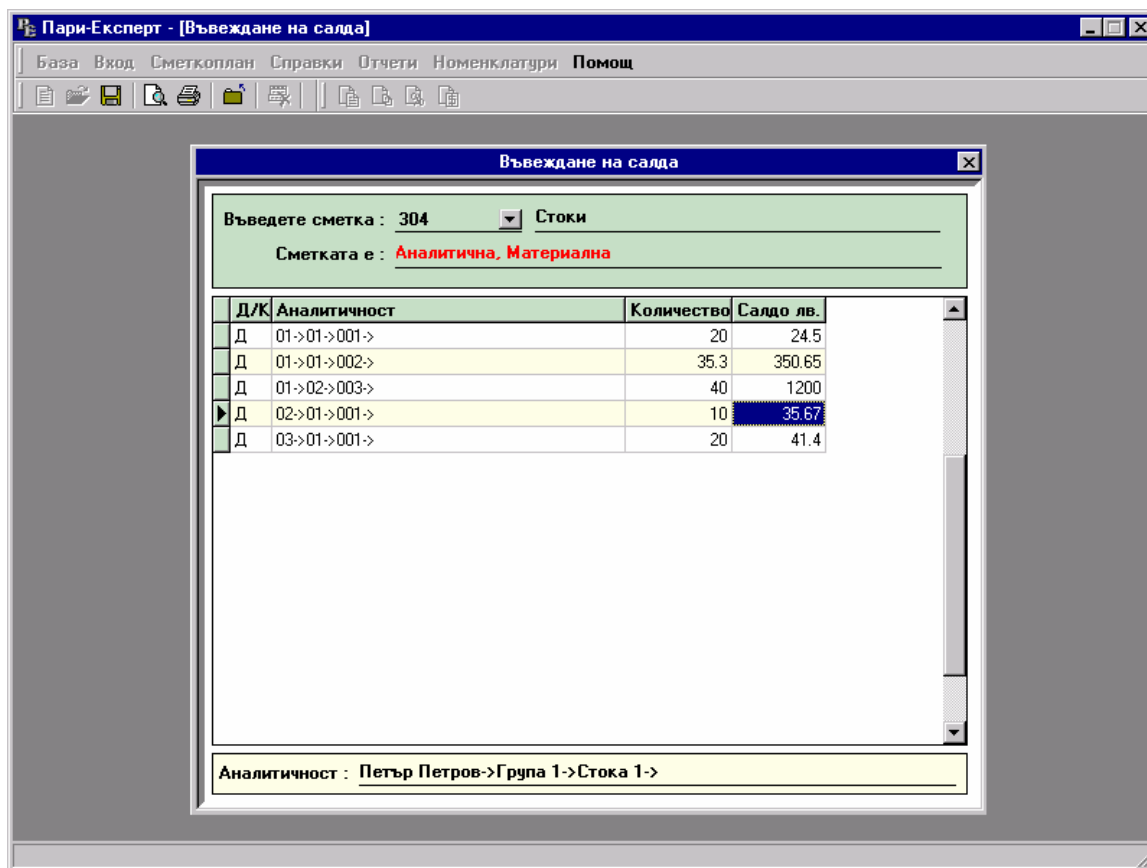 Пари-Експерт - [Въвеждане на салда]
База Вход Сметкоплан Справки Отчети Номенклатури Помощ
Въвеждане на салда
Въведете сметка : 304 Стоки
Сметката е : Аналитична, Материална
Д/К Аналитичност Количество Салдо лв.
Д 01->01->001-> 20 24.5
Д 01->01->002-> 35.3 350.65
Д 01->02->003-> 40 1200
Д 02->01->001-> 10 35.67
Д 03->01->001-> 20 41.4
Аналитичност : Петър Петров->Група 1->Стока 1->